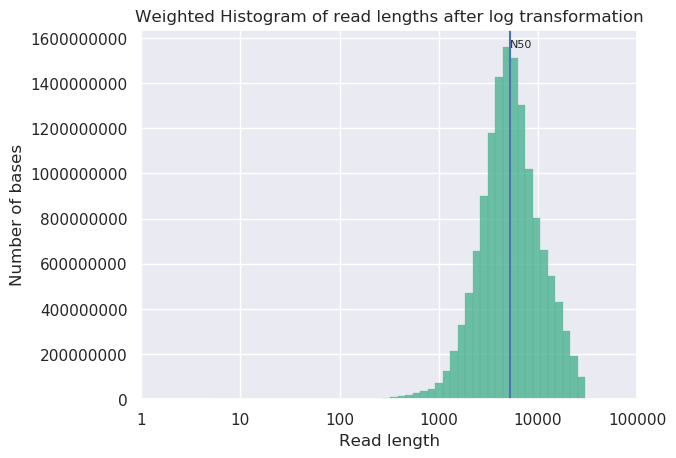 Weighted Histogram of read lengths after log transformation
N50
Number of bases
1600000000
1400000000
1200000000
1000000000
800000000
600000000
400000000
200000000
0
1 10 100 1000 10000 100000
Read length